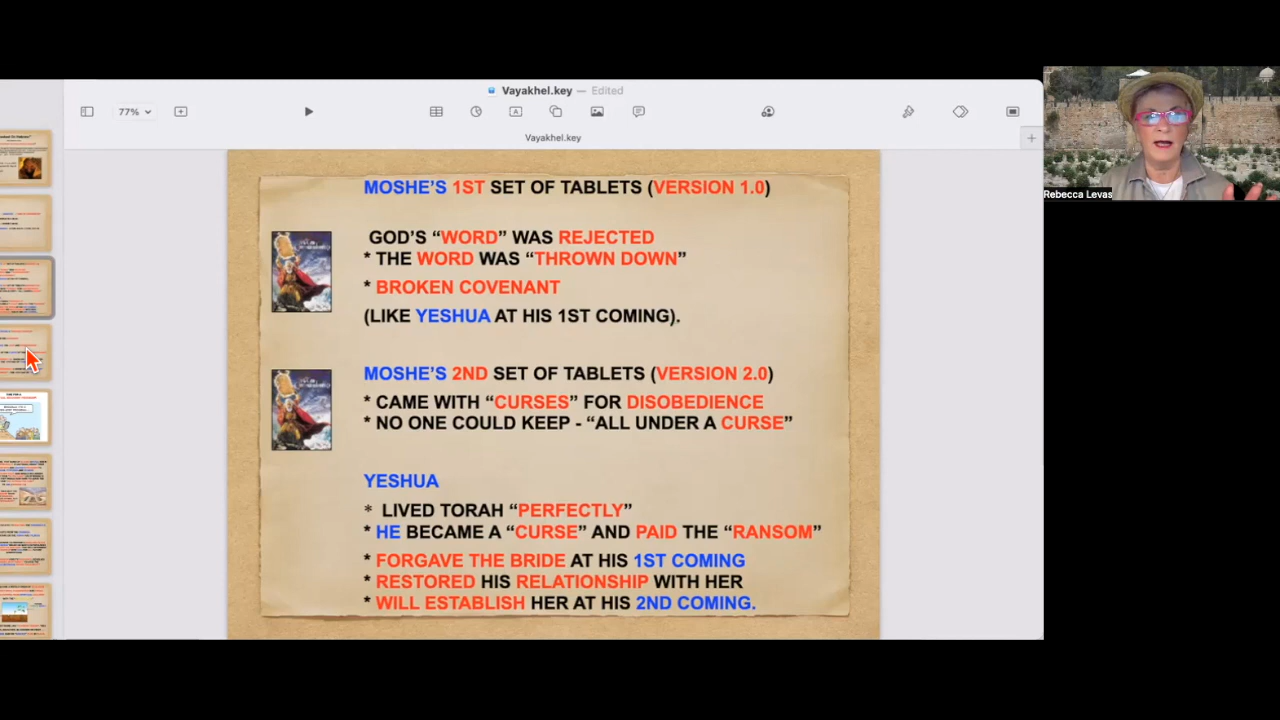 Vayakhel.key — Edited
77%
Vayakhel.key
MOSHE’S 1ST SET OF TABLETS (VERSION 1.0)
GOD’S “WORD” WAS REJECTED
* THE WORD WAS “THROWN DOWN”
* BROKEN COVENANT
(LIKE YESHUA AT HIS 1ST COMING).
MOSHE’S 2ND SET OF TABLETS (VERSION 2.0)
* CAME WITH “CURSES” FOR DISOBEDIENCE
* NO ONE COULD KEEP - “ALL UNDER A CURSE”
YESHUA
* LIVED TORAH “PERFECTLY”
* HE BECAME A “CURSE” AND PAID THE “RANSOM”
* FORGAVE THE BRIDE AT HIS 1ST COMING
* RESTORED HIS RELATIONSHIP WITH HER
* WILL ESTABLISH HER AT HIS 2ND COMING.
Rebecca Levas